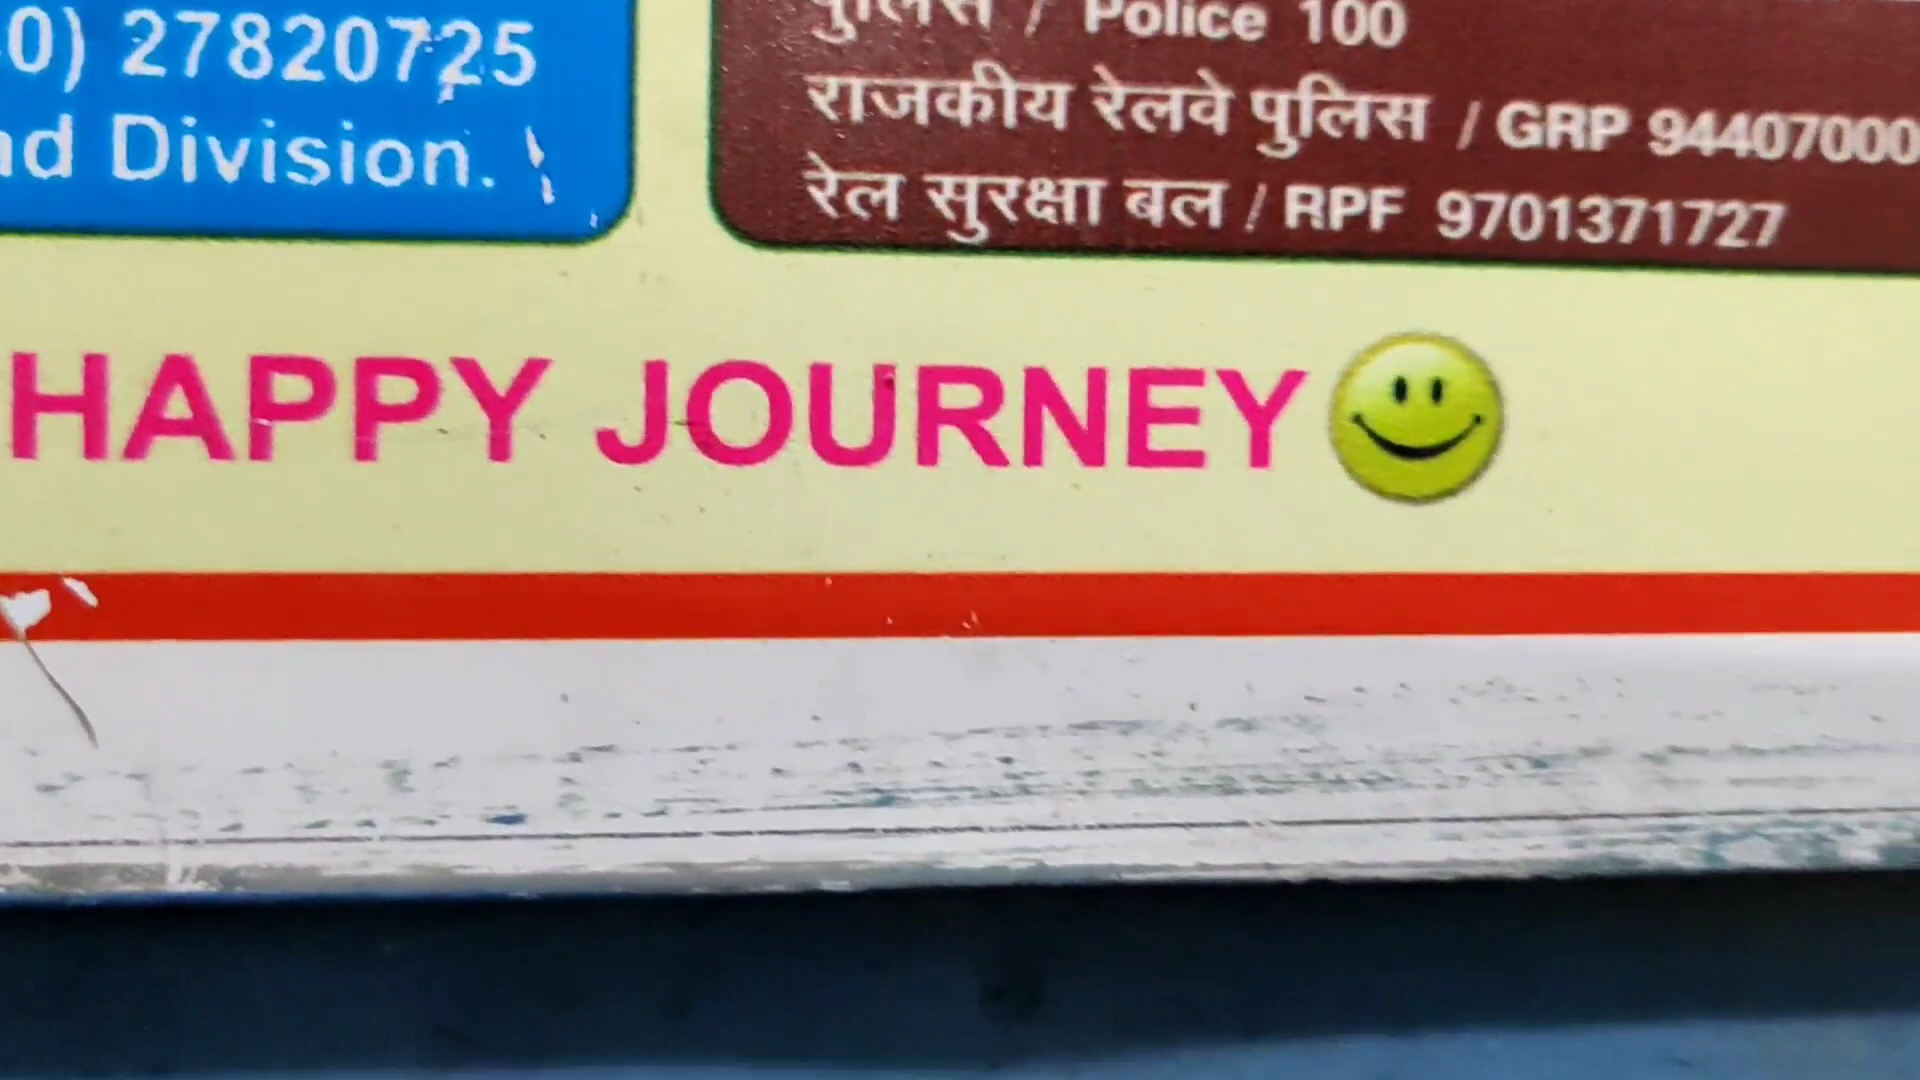 0) 27820725
Division.
पुलिस / Police 100
राजकीय रेलवे पुलिस / GRP 94407000
रेल सुरक्षा बल / RPF 9701371727
HAPPY JOURNEY